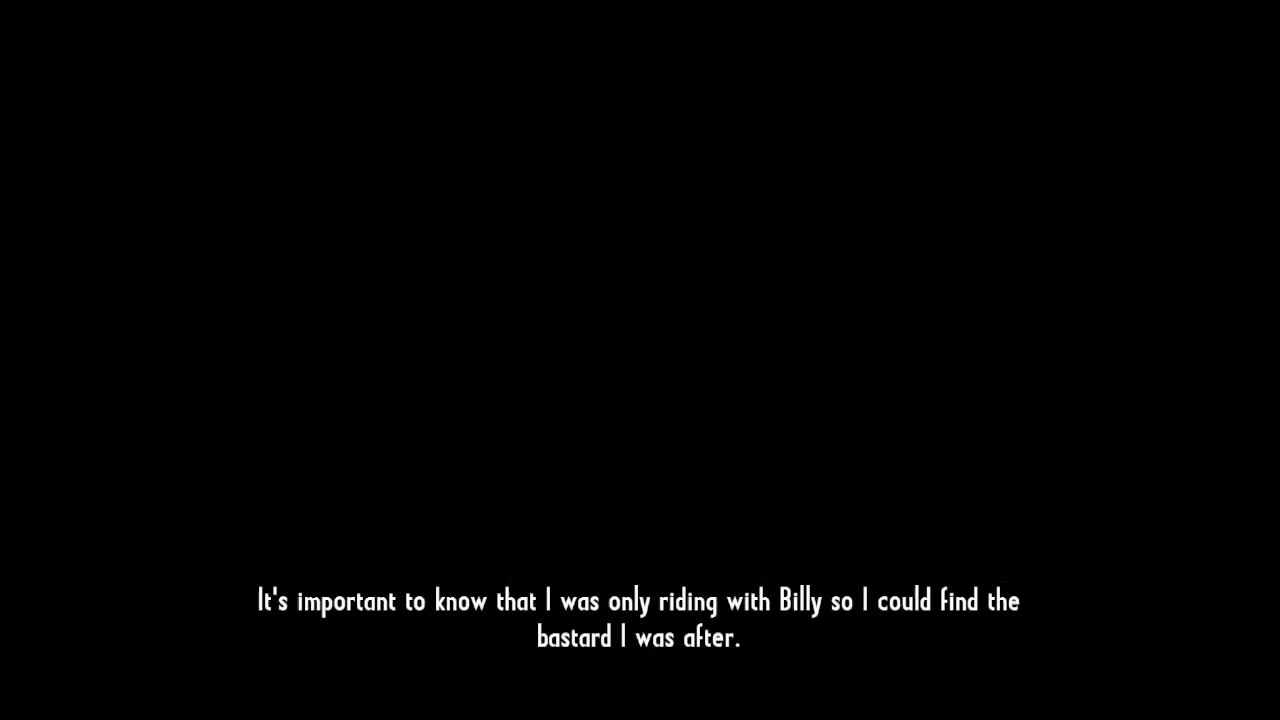 It's important to know that I was only riding with Billy so I could find the
bastard I was after.